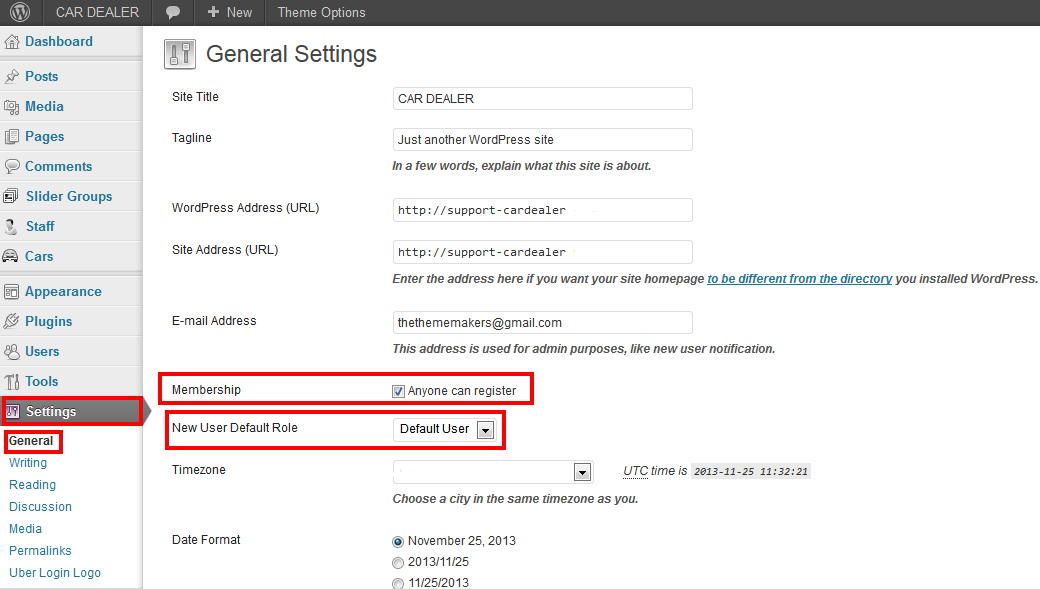 CAR DEALER
New
Theme Options
Dashboard
Posts
Media
Pages
Comments
Slider Groups
Staff
Cars
Appearance
Plugins
Users
Tools
Settings
General
Writing
Reading
Discussion
Media
Permalinks
Uber Login Logo
General Settings
Site Title
CAR DEALER
Tagline
Just another WordPress site
In a few words, explain what this site is about.
WordPress Address (URL)
http://support-cardealer
Site Address (URL)
http://support-cardealer
Enter the address here if you want your site homepage to be different from the directory you installed WordPress.
E-mail Address
thethememakers@gmail.com
This address is used for admin purposes, like new user notification.
Membership
Anyone can register
New User Default Role
Default User
Timezone
UTC time is 2013-11-25 11:32:21
Choose a city in the same timezone as you.
Date Format
November 25, 2013
2013/11/25
11/25/2013